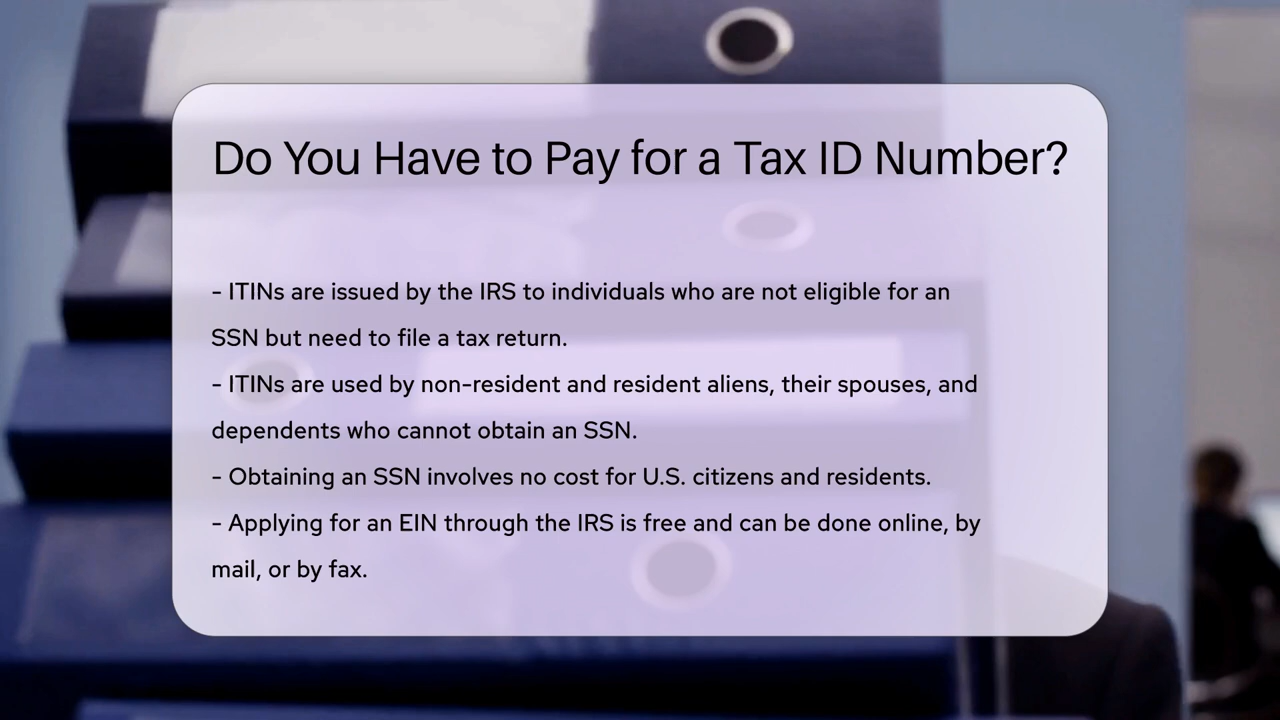 Do You Have to Pay for a Tax ID Number?
- ITINs are issued by the IRS to individuals who are not eligible for an
SSN but need to file a tax return.
- ITINs are used by non-resident and resident aliens, their spouses, and
dependents who cannot obtain an SSN.
- Obtaining an SSN involves no cost for U.S. citizens and residents.
- Applying for an EIN through the IRS is free and can be done online, by
mail, or by fax.